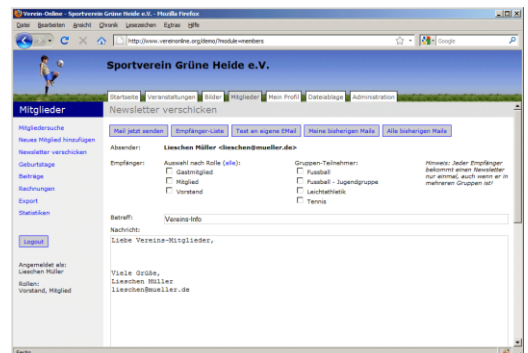 Verein-Online - Sportverein Grüne Heide e.V. - Mozilla Firefox
Datei Bearbeiten Ansicht Chronik Lesezeichen Extras Hilfe
http://www.vereinonline.org/demo/?module=members
Google
Sportverein Grüne Heide e.V.
Startseite Veranstaltungen Bilder Mitglieder Mein Profil Dateiablage Administration
Mitglieder
Newsletter verschicken
Mitgliedersuche
Neues Mitglied hinzufügen
Newsletter verschicken
Geburtstage
Beiträge
Rechnungen
Export
Statistiken
Logout
Angemeldet als:
Lieschen Müller
Rollen:
Vorstand, Mitglied
Mail jetzt senden Empfänger-Liste Test an eigene EMail Meine bisherigen Mails Alle bisherigen Mails
Absender: Lieschen Müller <lieschen@mueller.de>
Empfänger: Auswahl nach Rolle (alle):
Gastmitglied
Mitglied
Vorstand
Gruppen-Teilnehmer:
Fussball
Fussball - Jugendgruppe
Leichtathletik
Tennis
Hinweis: Jeder Empfänger
bekommt einen Newsletter
nur einmal, auch wenn er in
mehreren Gruppen ist!
Betreff: Vereins-Info
Nachricht:
Liebe Vereins-Mitglieder,
Viele Grüße,
Lieschen Müller
lieschen@mueller.de
Fertig